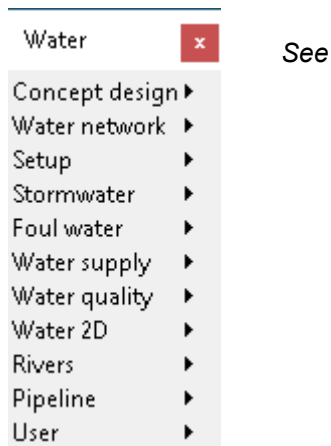 Water x
See
Concept design
Water network
Setup
Stormwater
Foul water
Water supply
Water quality
Water 2D
Rivers
Pipeline
User